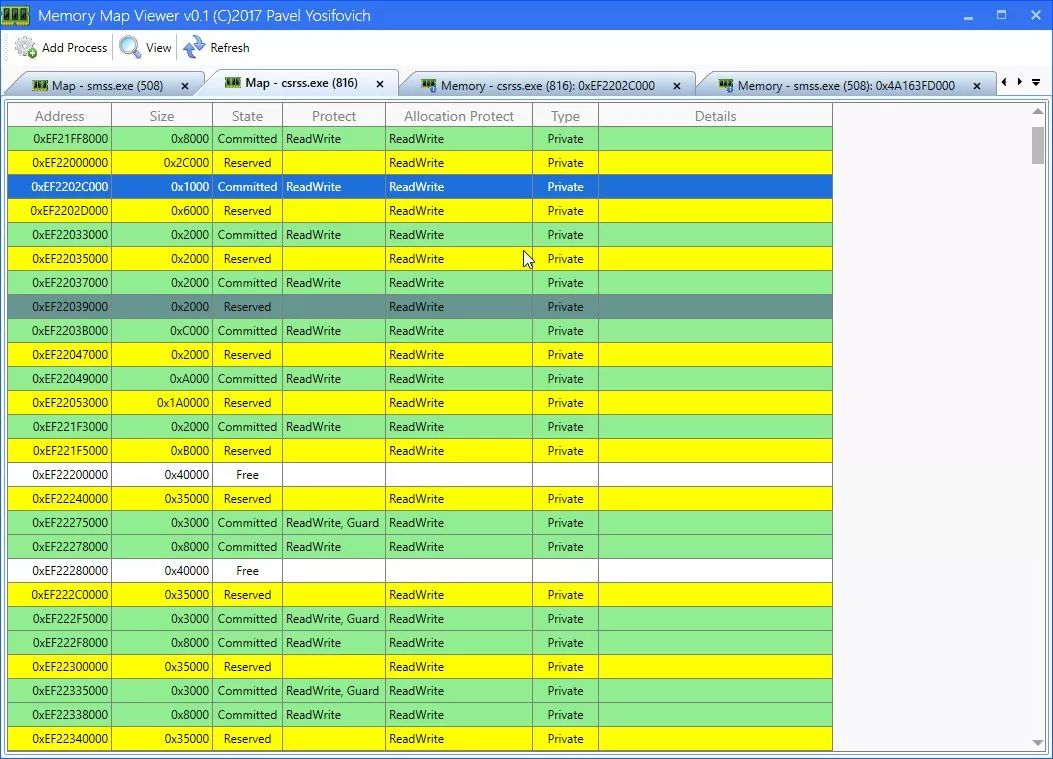 Memory Map Viewer v0.1 (C)2017 Pavel Yosifovich
Add Process View Refresh
Map - smss.exe (508) Map - csrss.exe (816) Memory - csrss.exe (816): 0xEF2202C000 Memory - smss.exe (508): 0x4A163FD000
Address Size State Protect Allocation Protect Type Details
0xEF21FF8000 0x8000 Committed ReadWrite ReadWrite Private
0xEF22000000 0x2C000 Reserved ReadWrite Private
0xEF2202C000 0x1000 Committed ReadWrite ReadWrite Private
0xEF2202D000 0x6000 Reserved ReadWrite Private
0xEF22033000 0x2000 Committed ReadWrite ReadWrite Private
0xEF22035000 0x2000 Reserved ReadWrite Private
0xEF22037000 0x2000 Committed ReadWrite ReadWrite Private
0xEF22039000 0x2000 Reserved ReadWrite Private
0xEF2203B000 0xC000 Committed ReadWrite ReadWrite Private
0xEF22047000 0x2000 Reserved ReadWrite Private
0xEF22049000 0xA000 Committed ReadWrite ReadWrite Private
0xEF22053000 0x1A0000 Reserved ReadWrite Private
0xEF221F3000 0x2000 Committed ReadWrite ReadWrite Private
0xEF221F5000 0xB000 Reserved ReadWrite Private
0xEF22200000 0x40000 Free
0xEF22240000 0x35000 Reserved ReadWrite Private
0xEF22275000 0x3000 Committed ReadWrite, Guard ReadWrite Private
0xEF22278000 0x8000 Committed ReadWrite ReadWrite Private
0xEF22280000 0x40000 Free
0xEF222C0000 0x35000 Reserved ReadWrite Private
0xEF222F5000 0x3000 Committed ReadWrite, Guard ReadWrite Private
0xEF222F8000 0x8000 Committed ReadWrite ReadWrite Private
0xEF22300000 0x35000 Reserved ReadWrite Private
0xEF22335000 0x3000 Committed ReadWrite, Guard ReadWrite Private
0xEF22338000 0x8000 Committed ReadWrite ReadWrite Private
0xEF22340000 0x35000 Reserved ReadWrite Private